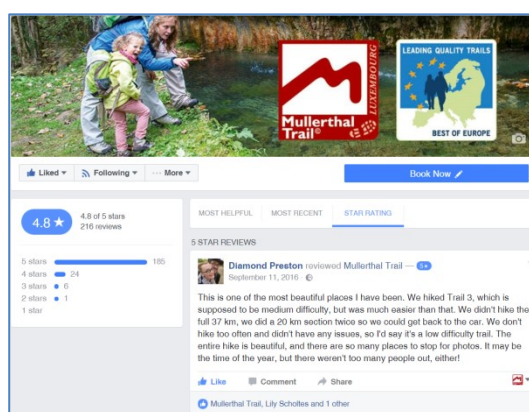 LUXEMBOURG
Mullerthal
Trail©
LEADING QUALITY TRAILS
BEST OF EUROPE
Liked
Following
··· More
Book Now
4.8 ★
4.8 of 5 stars
216 reviews
5 stars 185
4 stars 24
3 stars 6
2 stars 1
1 star
MOST HELPFUL MOST RECENT STAR RATING
5 STAR REVIEWS
Diamond Preston reviewed Mullerthal Trail — 5★
September 11, 2016 ·
This is one of the most beautiful places I have been. We hiked Trail 3, which is
supposed to be medium difficulty, but was much easier than that. We didn't hike the
full 37 km, we did a 20 km section twice so we could get back to the car. We don't
hike too often and didn't have any issues, so I'd say it's a low difficulty trail. The
entire hike is beautiful, and there are so many places to stop for photos. It may be
the time of the year, but there weren't too many people out, either!
Like Comment Share
Mullerthal Trail, Lily Scholtes and 1 other